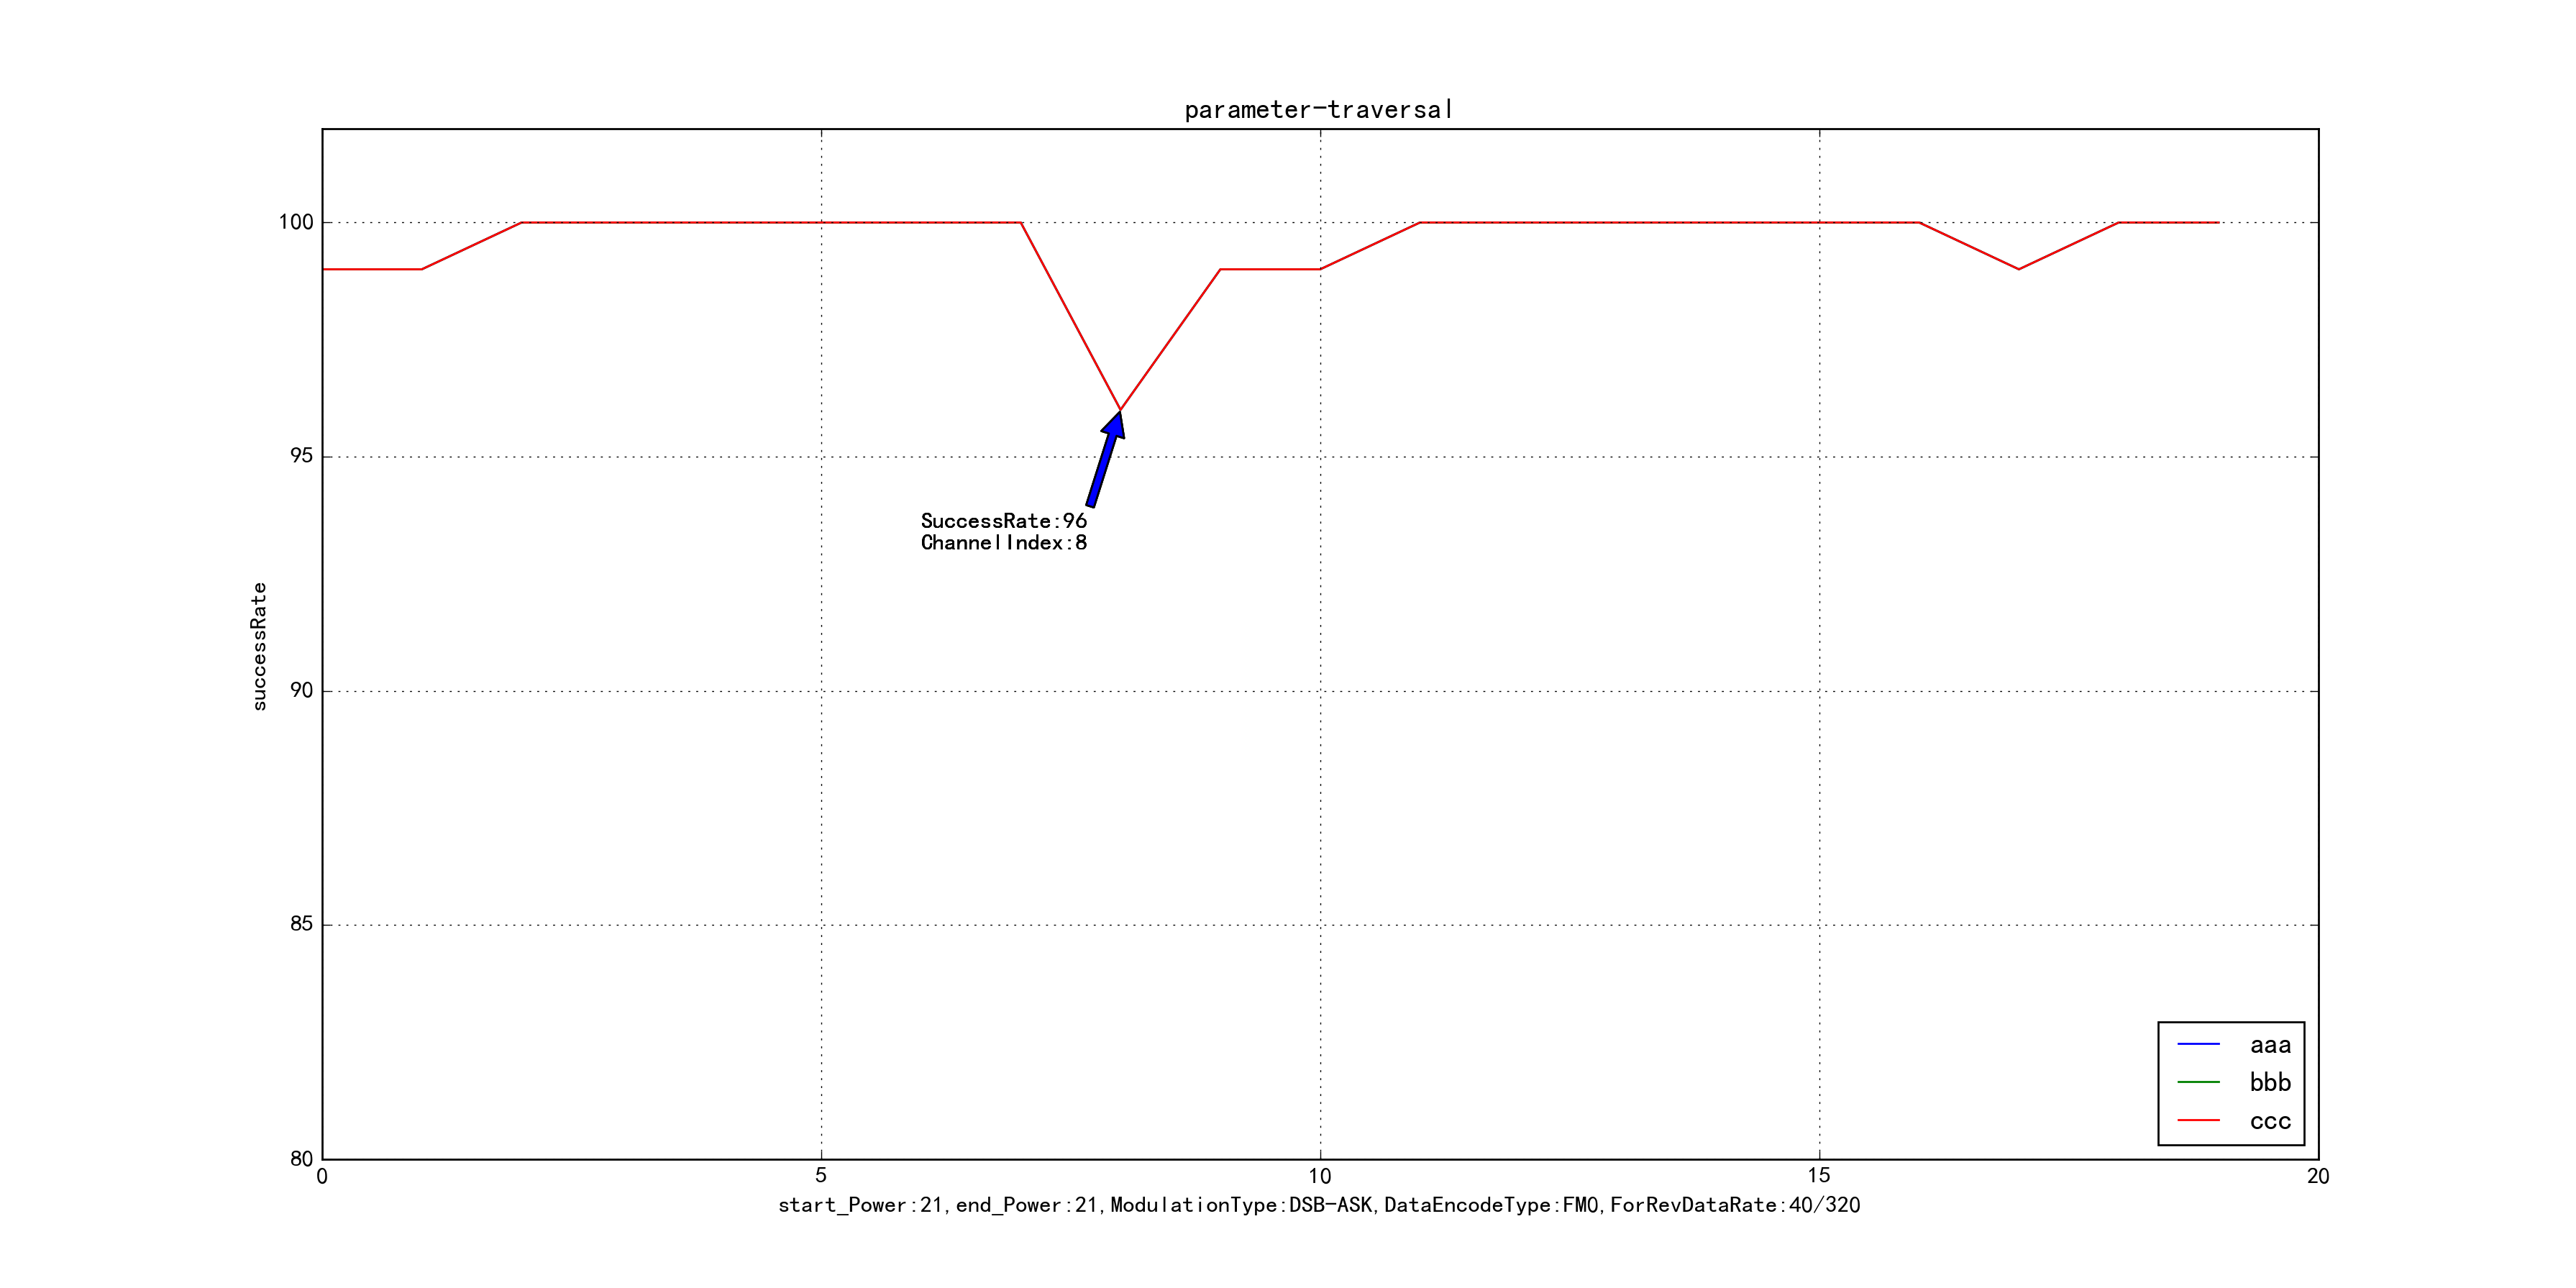 parameter-traversal
100
95
90
85
80
successRate
SuccessRate:96
ChannelIndex:8
aaa
bbb
ccc
0 5 10 15 20
start_Power:21,end_Power:21,ModulationType:DSB-ASK,DataEncodeType:FM0,ForRevDataRate:40/320